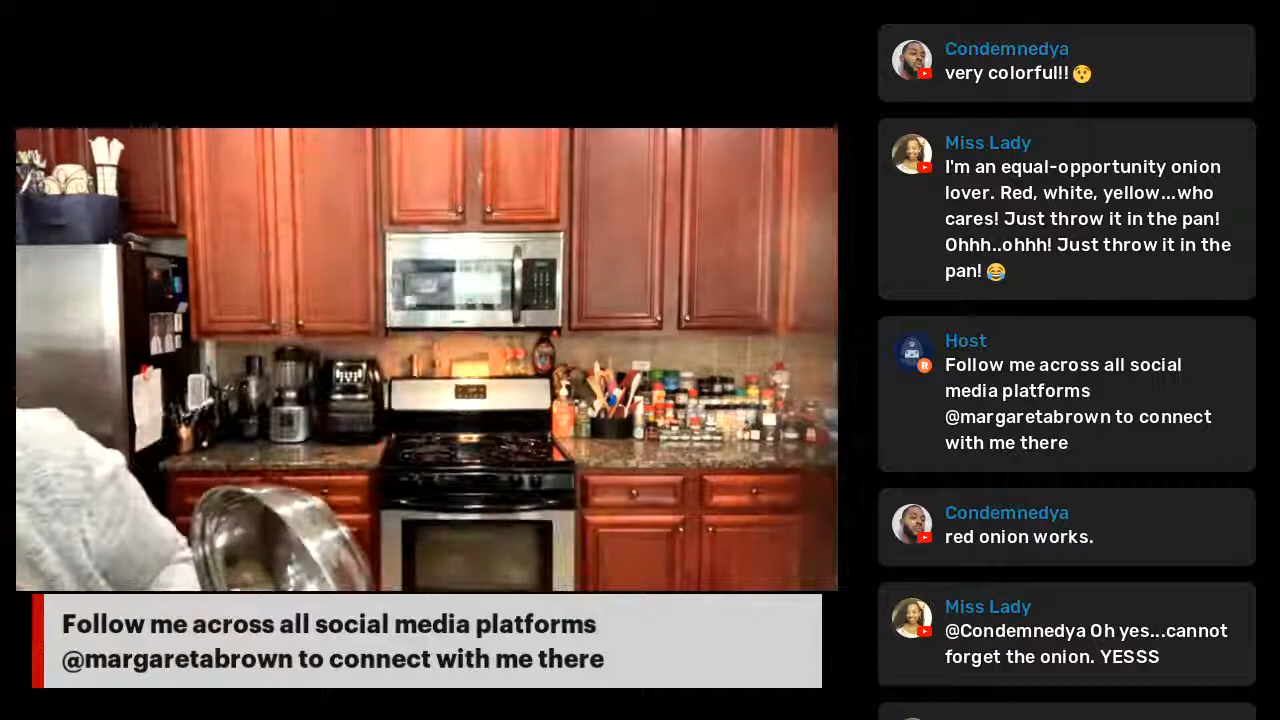 Condemnedya
very colorful!! 😯
Miss Lady
I'm an equal-opportunity onion
lover. Red, white, yellow...who
cares! Just throw it in the pan!
Ohhh..ohhh! Just throw it in the
pan! 😂
Host
Follow me across all social
media platforms
@margaretabrown to connect
with me there
Condemnedya
red onion works.
Miss Lady
@Condemnedya Oh yes...cannot
forget the onion. YESSS
Follow me across all social media platforms
@margaretabrown to connect with me there